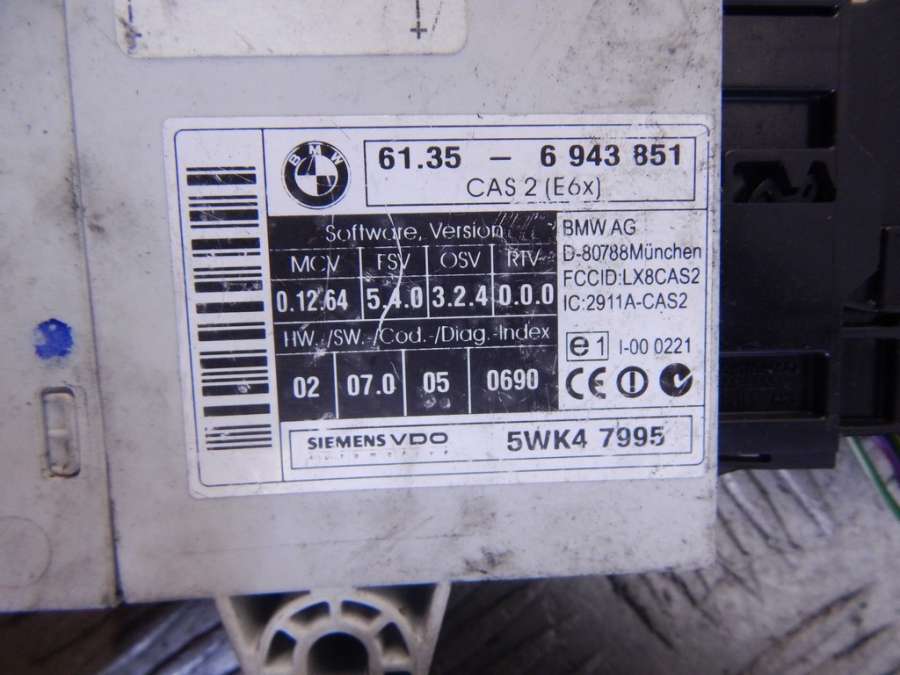 BMW
61.35 – 6 943 851
CAS 2 (E6x)
Software, Version
MCV FSV OSV RTV
0.12.64 5.4.0 3.2.4 0.0.0
HW.-/SW.-/Cod.-/Diag.-Index
02 07.0 05 0690
BMW AG
D-80788München
FCCID:LX8CAS2
IC:2911A-CAS2
e1 I-00 0221
CE
SIEMENS VDO
Automotive
5WK4 7995